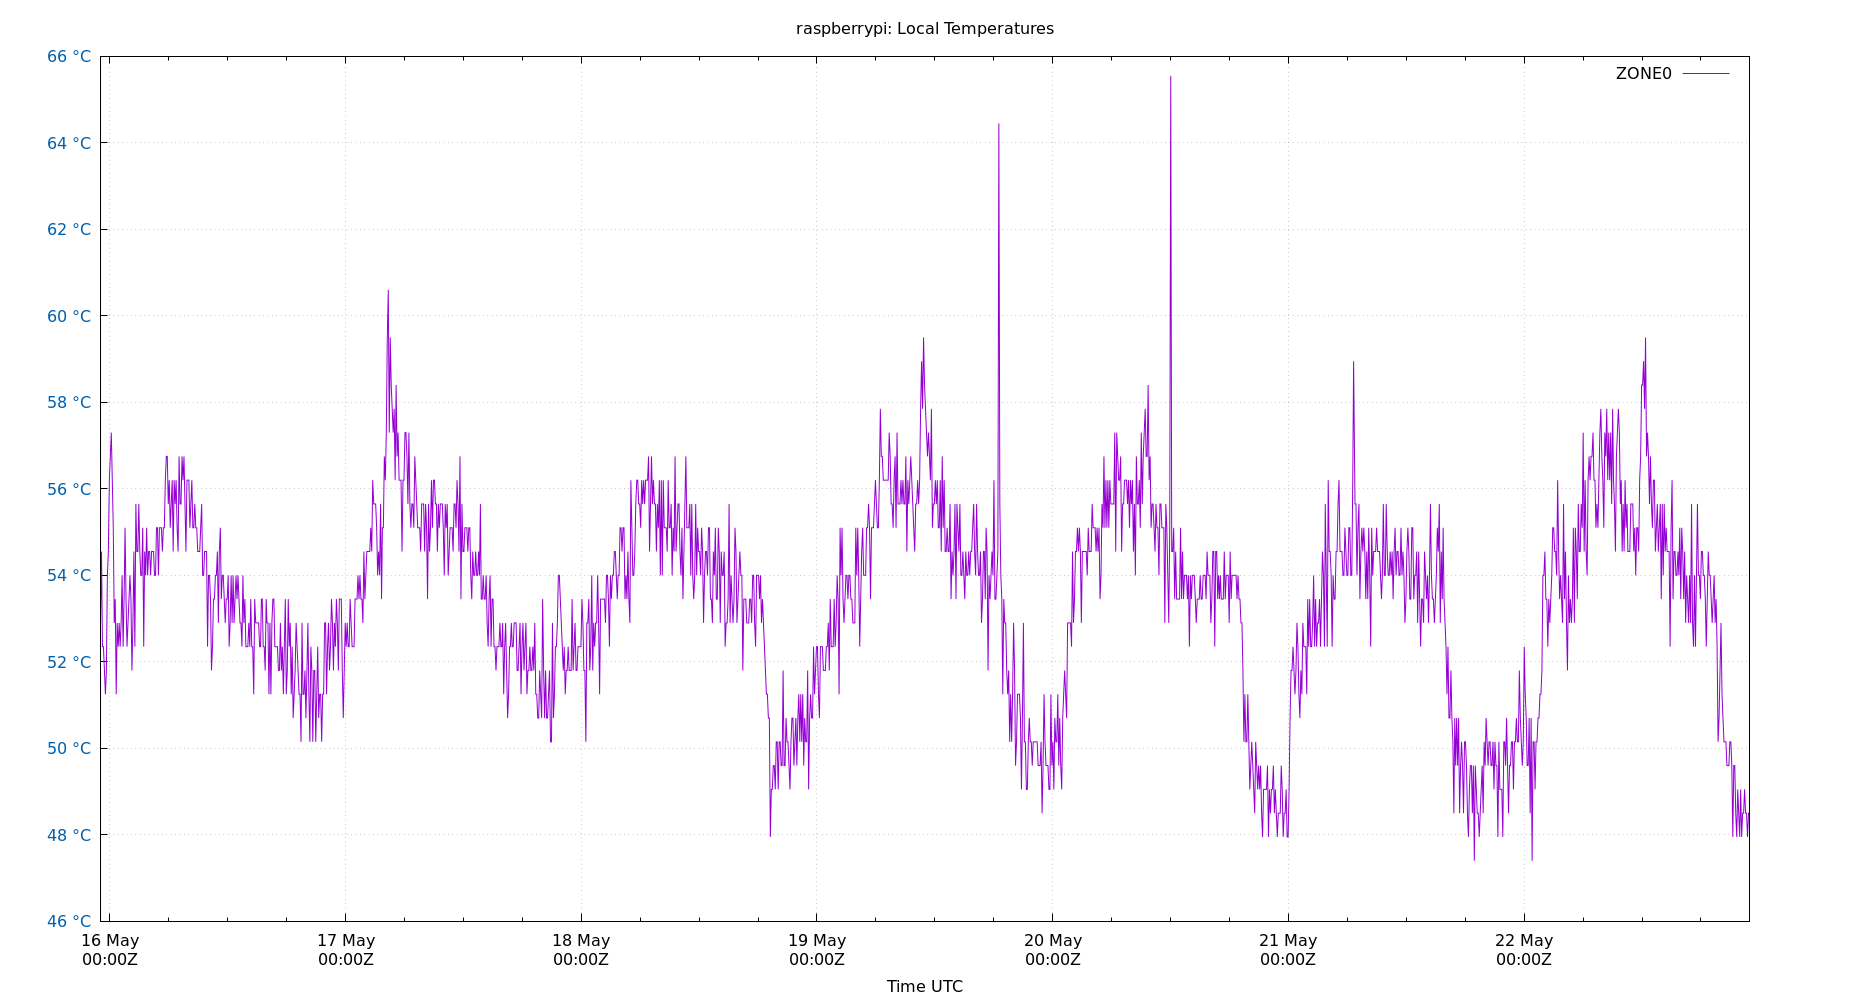 raspberrypi: Local Temperatures
66 °C
ZONE0
64 °C
62 °C
60 °C
58 °C
56 °C
54 °C
52 °C
50 °C
48 °C
46 °C
16 May 17 May 18 May 19 May 20 May 21 May 22 May
00:00Z 00:00Z 00:00Z 00:00Z 00:00Z 00:00Z 00:00Z
Time UTC